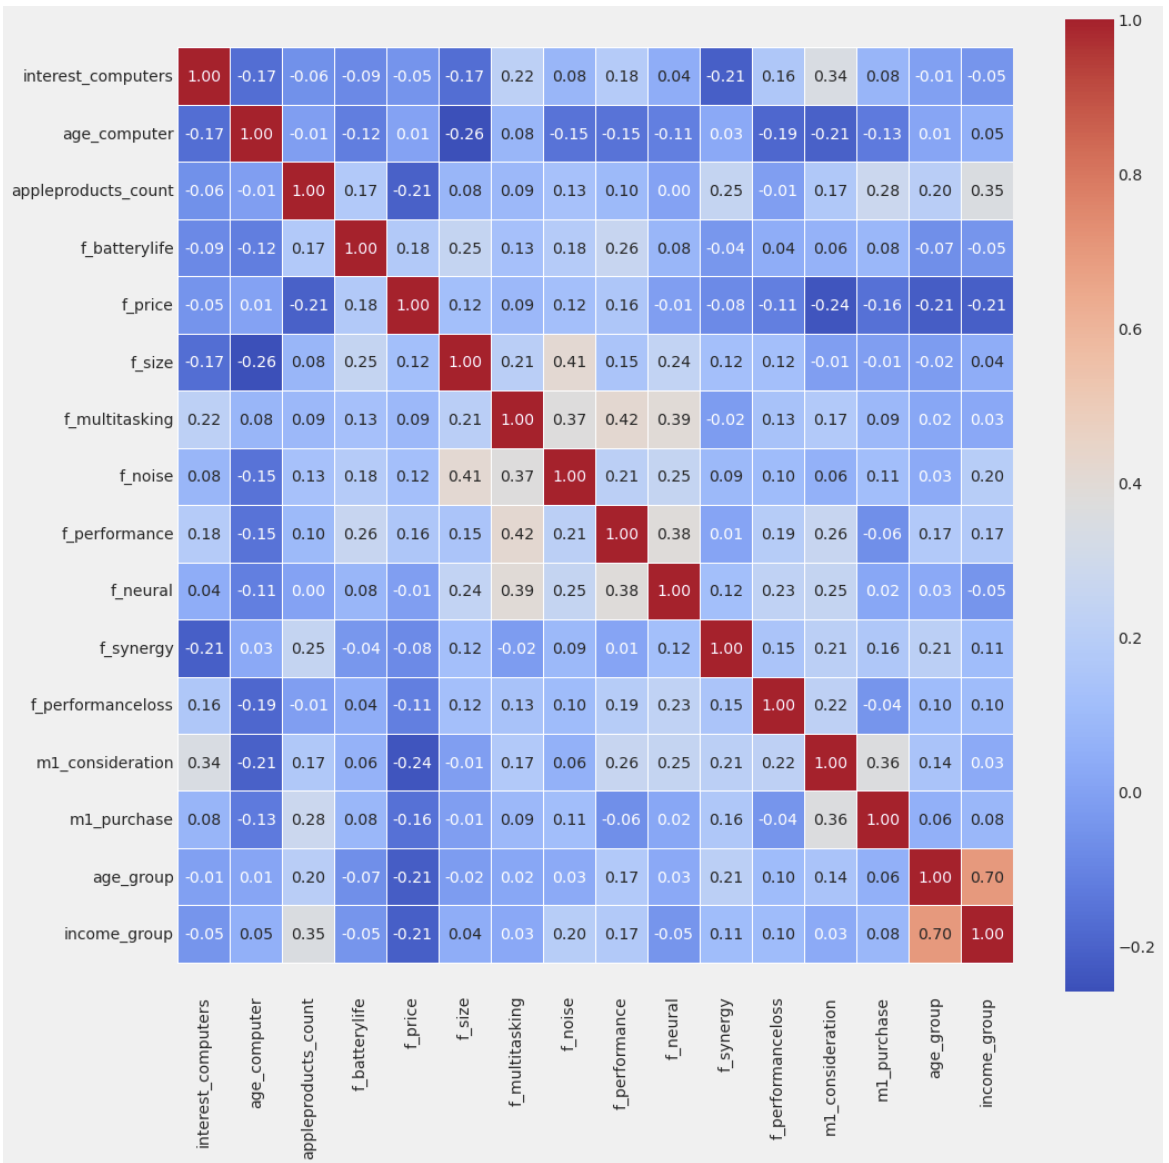 interest_computers 1.00 -0.17 -0.06 -0.09 -0.05 -0.17 0.22 0.08 0.18 0.04 -0.21 0.16 0.34 0.08 -0.01 -0.05
age_computer -0.17 1.00 -0.01 -0.12 0.01 -0.26 0.08 -0.15 -0.15 -0.11 0.03 -0.19 -0.21 -0.13 0.01 0.05
appleproducts_count -0.06 -0.01 1.00 0.17 -0.21 0.08 0.09 0.13 0.10 0.00 0.25 -0.01 0.17 0.28 0.20 0.35
f_batterylife -0.09 -0.12 0.17 1.00 0.18 0.25 0.13 0.18 0.26 0.08 -0.04 0.04 0.06 0.08 -0.07 -0.05
f_price -0.05 0.01 -0.21 0.18 1.00 0.12 0.09 0.12 0.16 -0.01 -0.08 -0.11 -0.24 -0.16 -0.21 -0.21
f_size -0.17 -0.26 0.08 0.25 0.12 1.00 0.21 0.41 0.15 0.24 0.12 0.12 -0.01 -0.01 -0.02 0.04
f_multitasking 0.22 0.08 0.09 0.13 0.09 0.21 1.00 0.37 0.42 0.39 -0.02 0.13 0.17 0.09 0.02 0.03
f_noise 0.08 -0.15 0.13 0.18 0.12 0.41 0.37 1.00 0.21 0.25 0.09 0.10 0.06 0.11 0.03 0.20
f_performance 0.18 -0.15 0.10 0.26 0.16 0.15 0.42 0.21 1.00 0.38 0.01 0.19 0.26 -0.06 0.17 0.17
f_neural 0.04 -0.11 0.00 0.08 -0.01 0.24 0.39 0.25 0.38 1.00 0.12 0.23 0.25 0.02 0.03 -0.05
f_synergy -0.21 0.03 0.25 -0.04 -0.08 0.12 -0.02 0.09 0.01 0.12 1.00 0.15 0.21 0.16 0.21 0.11
f_performanceloss 0.16 -0.19 -0.01 0.04 -0.11 0.12 0.13 0.10 0.19 0.23 0.15 1.00 0.22 -0.04 0.10 0.10
m1_consideration 0.34 -0.21 0.17 0.06 -0.24 -0.01 0.17 0.06 0.26 0.25 0.21 0.22 1.00 0.36 0.14 0.03
m1_purchase 0.08 -0.13 0.28 0.08 -0.16 -0.01 0.09 0.11 -0.06 0.02 0.16 -0.04 0.36 1.00 0.06 0.08
age_group -0.01 0.01 0.20 -0.07 -0.21 -0.02 0.02 0.03 0.17 0.03 0.21 0.10 0.14 0.06 1.00 0.70
income_group -0.05 0.05 0.35 -0.05 -0.21 0.04 0.03 0.20 0.17 -0.05 0.11 0.10 0.03 0.08 0.70 1.00
interest_computers
age_computer
appleproducts_count
f_batterylife
f_price
f_size
f_multitasking
f_noise
f_performance
f_neural
f_synergy
f_performanceloss
m1_consideration
m1_purchase
age_group
income_group
1.0
0.8
0.6
0.4
0.2
0.0
−0.2